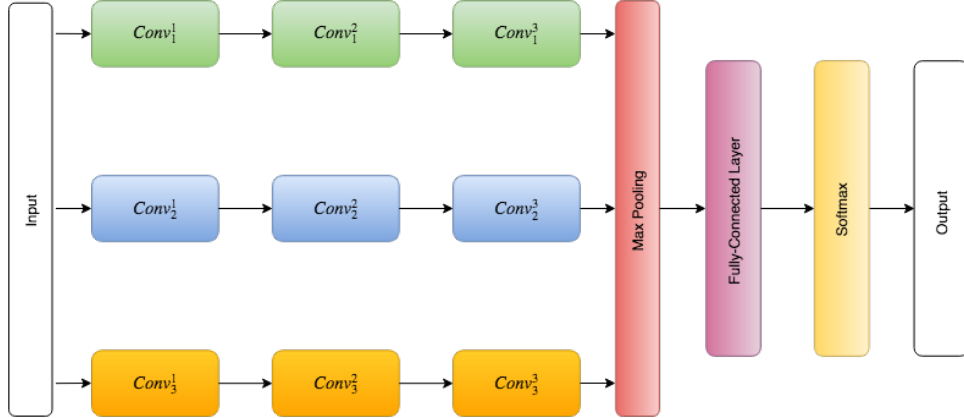 Input
$Conv_1^1$
$Conv_1^2$
$Conv_1^3$
$Conv_2^1$
$Conv_2^2$
$Conv_2^3$
$Conv_3^1$
$Conv_3^2$
$Conv_3^3$
Max Pooling
Fully-Connected Layer
Softmax
Output